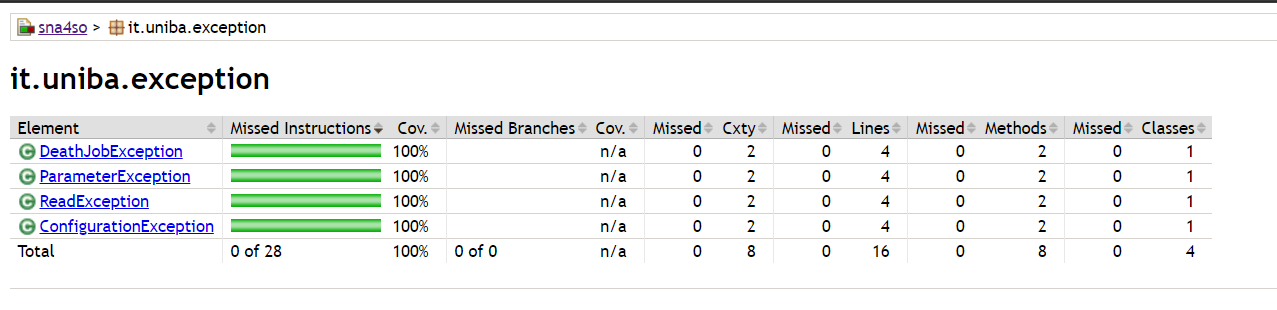 sna4so > it.uniba.exception
it.uniba.exception
Element Missed Instructions Cov. Missed Branches Cov. Missed Cxty Missed Lines Missed Methods Missed Classes
C DeathJobException 100% n/a 0 2 0 4 0 2 0 1
C ParameterException 100% n/a 0 2 0 4 0 2 0 1
C ReadException 100% n/a 0 2 0 4 0 2 0 1
C ConfigurationException 100% n/a 0 2 0 4 0 2 0 1
Total 0 of 28 100% 0 of 0 n/a 0 8 0 16 0 8 0 4